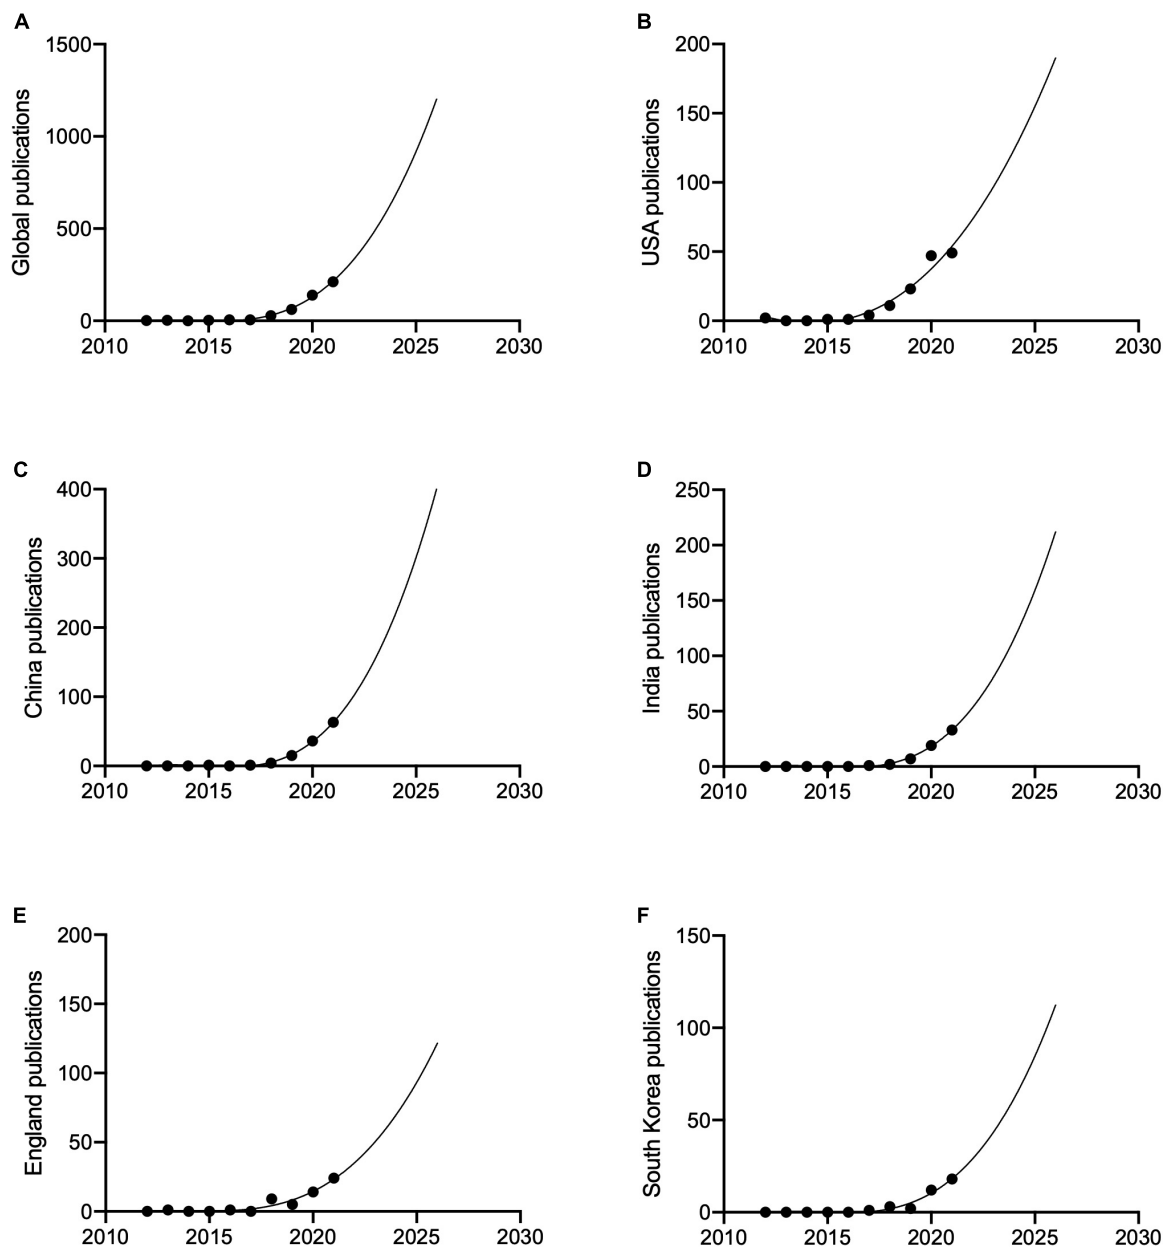 A
Global publications
1500
1000
500
0
2010 2015 2020 2025 2030
B
USA publications
200
150
100
50
0
2010 2015 2020 2025 2030
C
China publications
400
300
200
100
0
2010 2015 2020 2025 2030
D
India publications
250
200
150
100
50
0
2010 2015 2020 2025 2030
E
England publications
200
150
100
50
0
2010 2015 2020 2025 2030
F
South Korea publications
150
100
50
0
2010 2015 2020 2025 2030